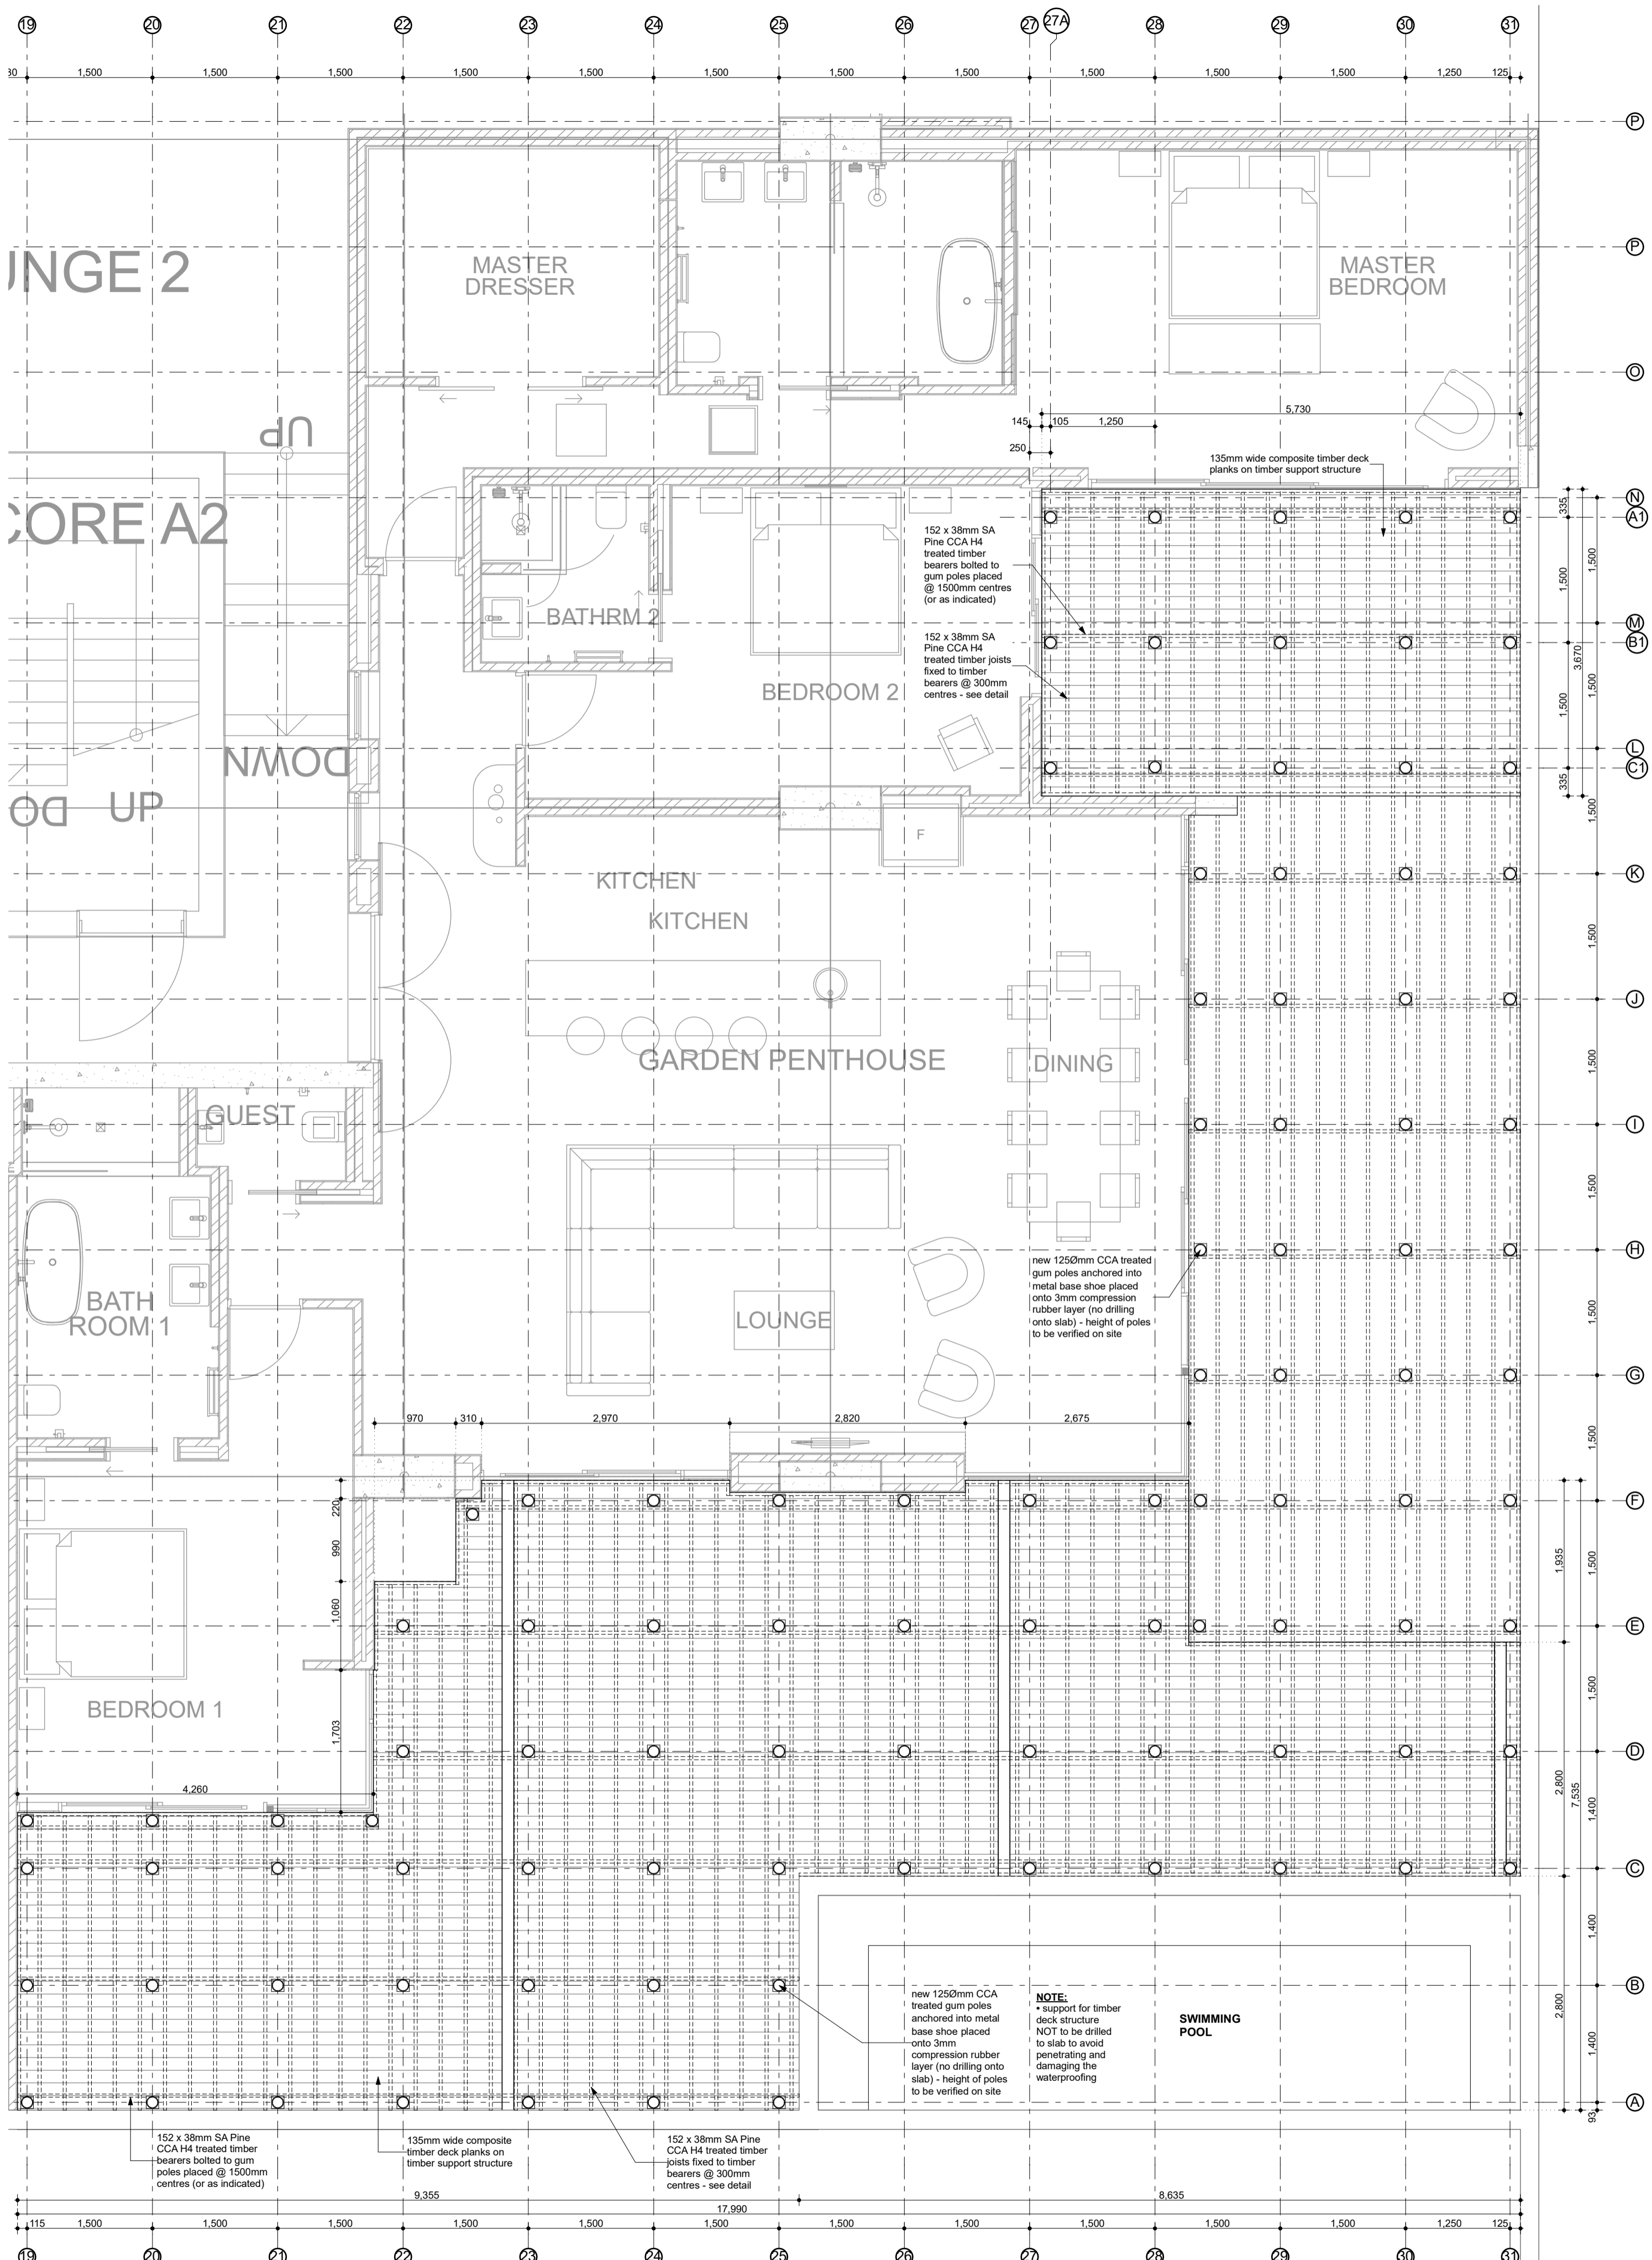 19 20 21 22 23 24 25 26 27 27A 28 29 30 31
1,500 1,500 1,500 1,500 1,500 1,500 1,500 1,500 1,500 1,500 1,500 1,250 125
P
P
UNGE 2
MASTER
DRESSER
MASTER
BEDROOM
O
5,730
145 105 1,250
250
UP
135mm wide composite timber deck
planks on timber support structure
N
A1
335
CORE A2
152 x 38mm SA
Pine CCA H4
treated timber
bearers bolted to
gum poles placed
@ 1500mm centres
(or as indicated)
1,500
1,500
BATHRM 2
M
B1
3,670
152 x 38mm SA
Pine CCA H4
treated timber joists
fixed to timber
bearers @ 300mm
centres - see detail
BEDROOM 2
1,500
1,500
DOWN
L
C1
335
UP
1,500
F
KITCHEN
K
KITCHEN
1,500
J
GARDEN PENTHOUSE
DINING
1,500
GUEST
I
1,500
H
new 125Ømm CCA treated
gum poles anchored into
metal base shoe placed
onto 3mm compression
rubber layer (no drilling
onto slab) - height of poles
to be verified on site
BATH
ROOM 1
LOUNGE
1,500
G
970 310 2,970 2,820 2,675
1,500
F
220
990
1,935
1,500
1,060
E
BEDROOM 1
1,500
1,703
D
4,260
2,800
7,535
1,400
C
1,400
B
new 125Ømm CCA
treated gum poles
anchored into metal
base shoe placed
onto 3mm
compression rubber
layer (no drilling onto
slab) - height of poles
to be verified on site
NOTE:
• support for timber
deck structure
NOT to be drilled
to slab to avoid
penetrating and
damaging the
waterproofing
SWIMMING
POOL
2,800
1,400
A
93
152 x 38mm SA Pine
CCA H4 treated timber
bearers bolted to gum
poles placed @ 1500mm
centres (or as indicated)
135mm wide composite
timber deck planks on
timber support structure
152 x 38mm SA Pine
CCA H4 treated timber
joists fixed to timber
bearers @ 300mm
centres - see detail
9,355 8,635
17,990
115 1,500 1,500 1,500 1,500 1,500 1,500 1,500 1,500 1,500 1,500 1,250 125
19 20 21 22 23 24 25 26 27 28 29 30 31